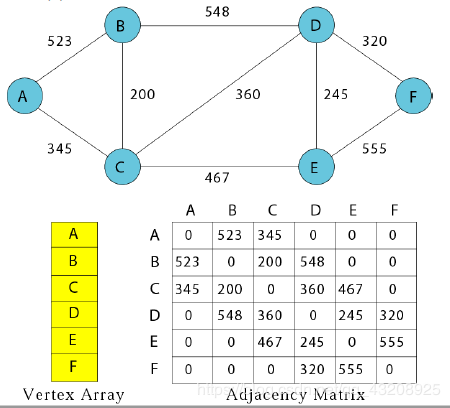 548
B
D
523
320
A
200
360
245
F
345
C
E
555
467
A B C D E F
A
A 0 523 345 0 0 0
B
B 523 0 200 548 0 0
C
C 345 200 0 360 467 0
D
D 0 548 360 0 245 320
E
E 0 0 467 245 0 555
F
F 0 0 0 320 555 0
Vertex Array
Adjacency Matrix